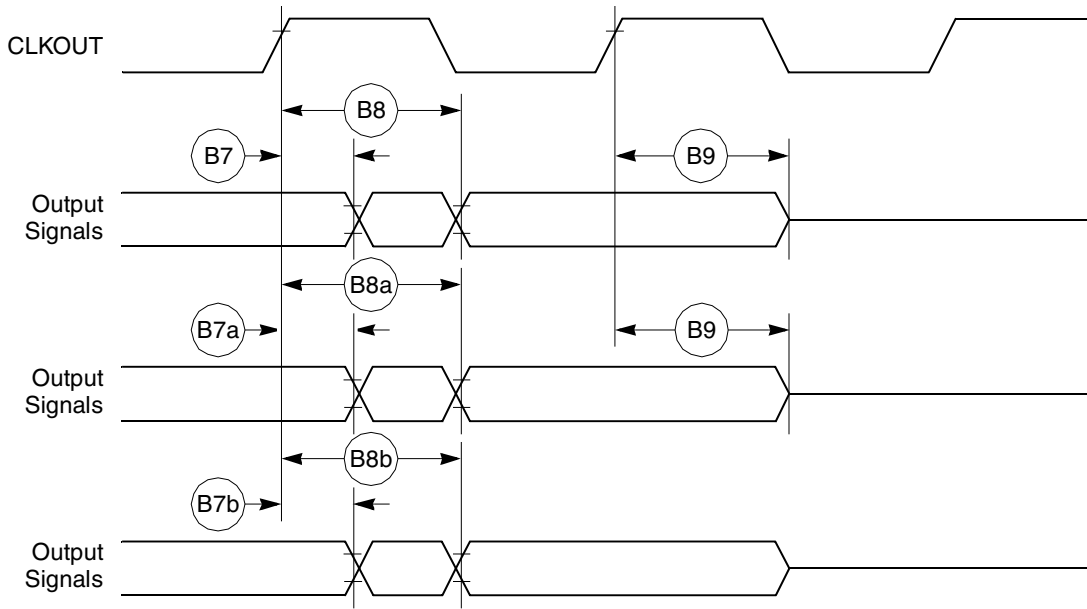 CLKOUT
B8
B7
B9
Output
Signals
B8a
B7a
B9
Output
Signals
B8b
B7b
Output
Signals